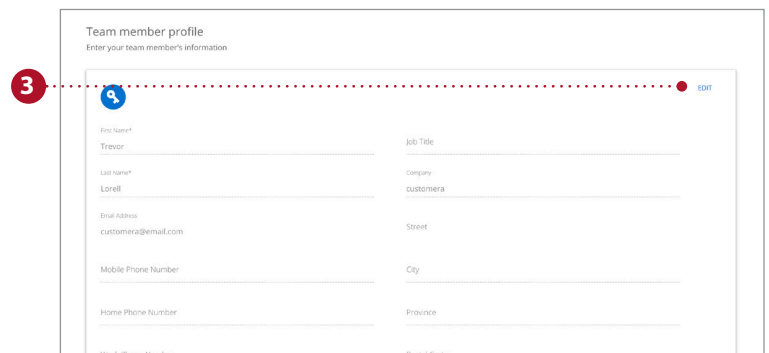 Team member profile
Enter your team member's information
3
EDIT
First Name*
Trevor
Job Title
Last Name*
Lorell
Company
customera
Email Address
customera@email.com
Street
Mobile Phone Number
City
Home Phone Number
Province